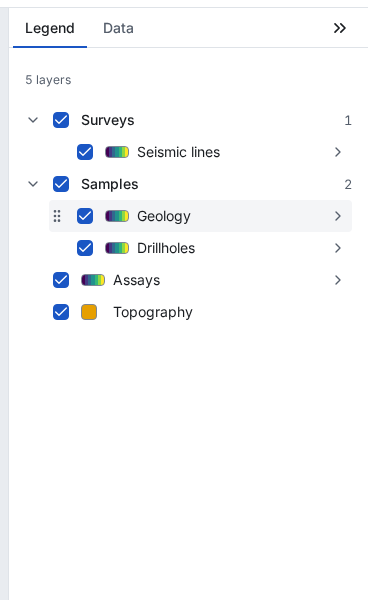 Legend Data
5 layers
Surveys 1
Seismic lines
Samples 2
Geology
Drillholes
Assays
Topography